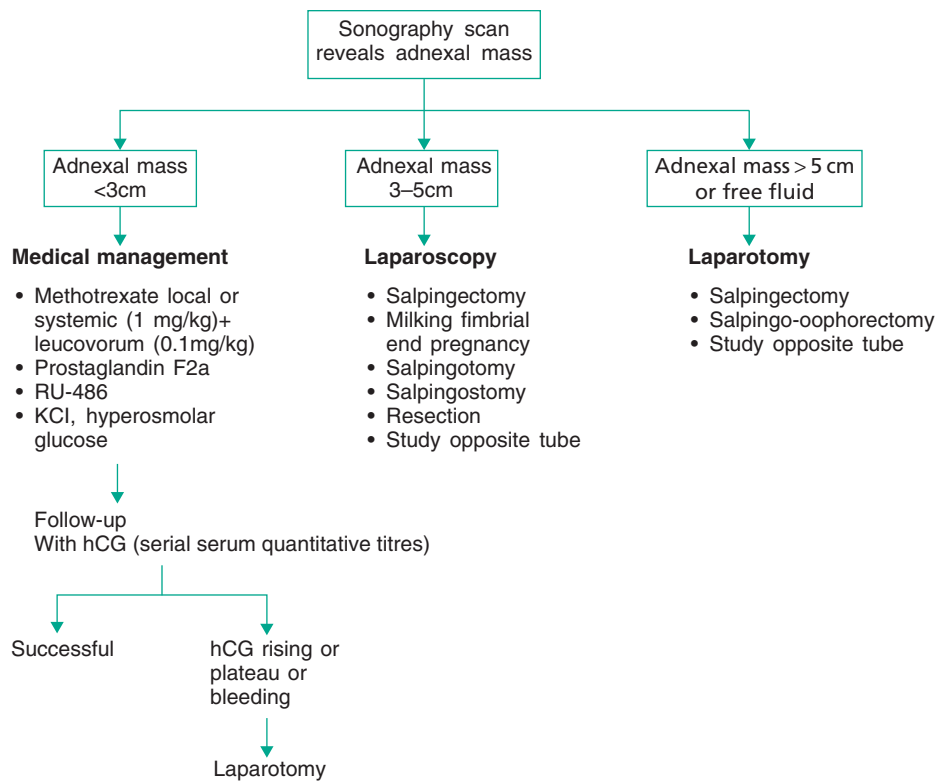 Sonography scan
reveals adnexal mass
Adnexal mass
<3cm
Adnexal mass
3–5cm
Adnexal mass > 5 cm
or free fluid
Medical management
• Methotrexate local or
systemic (1 mg/kg)+
leucovorum (0.1mg/kg)
• Prostaglandin F2a
• RU-486
• KCI, hyperosmolar
glucose
Laparoscopy
• Salpingectomy
• Milking fimbrial
end pregnancy
• Salpingotomy
• Salpingostomy
• Resection
• Study opposite tube
Laparotomy
• Salpingectomy
• Salpingo-oophorectomy
• Study opposite tube
Follow-up
With hCG (serial serum quantitative titres)
Successful
hCG rising or
plateau or
bleeding
Laparotomy